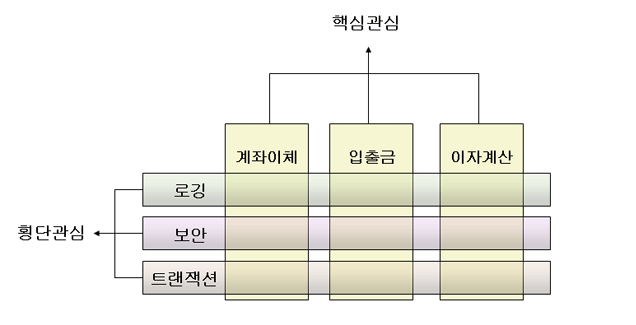 핵심관심
계좌이체 입출금 이자계산
로깅
횡단관심 보안
트랜잭션